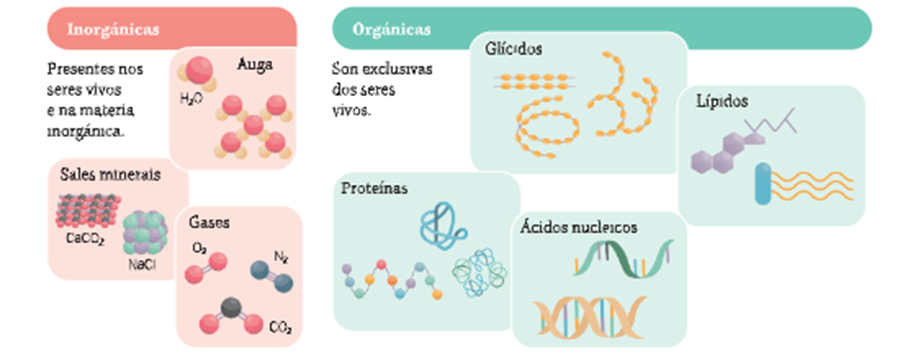 Inorgánicas
Presentes nos
seres vivos
e na materia
inorgánica.
Auga
H₂O
Sales minerais
CaCO₂
NaCl
Gases
O₂
N₂
CO₂
Orgánicas
Son exclusivas
dos seres
vivos.
Glícidos
Lípidos
Proteínas
Ácidos nucleicos